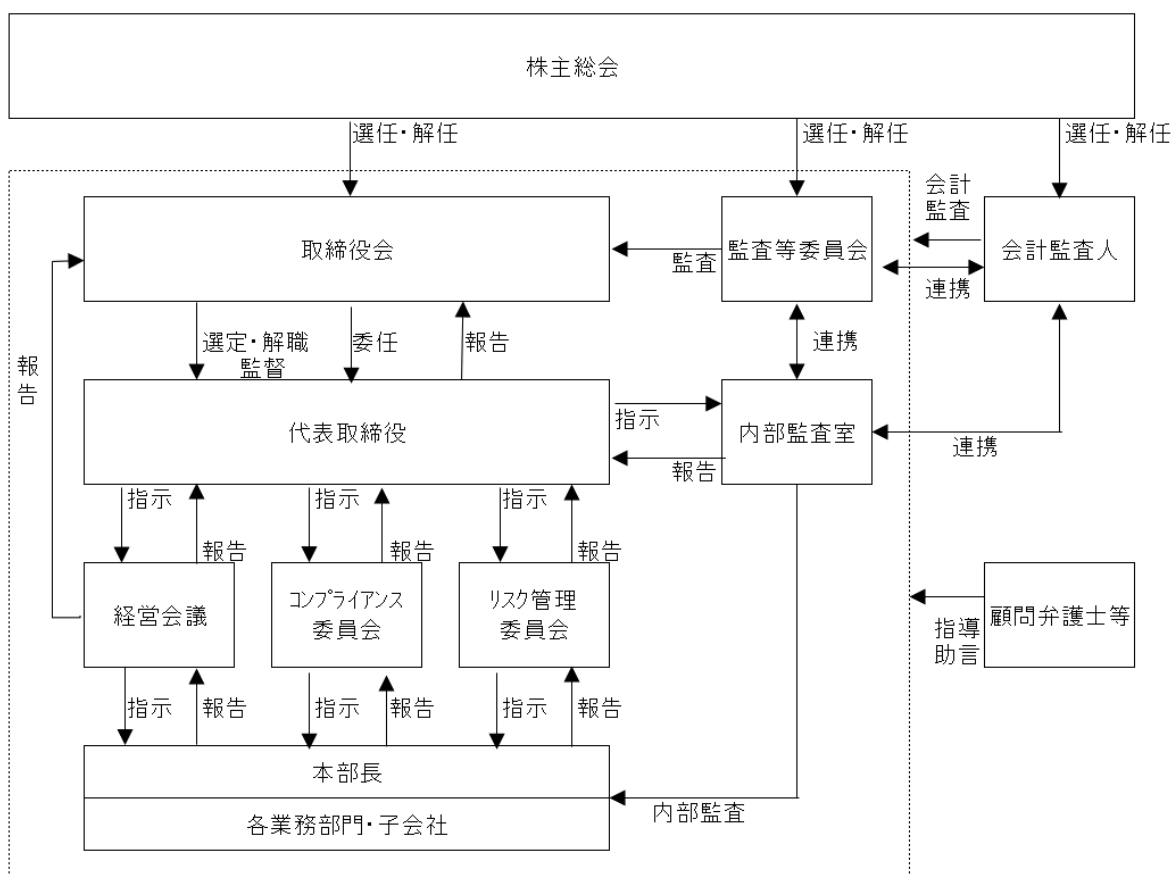 株主総会
選任・解任
選任・解任
選任・解任
会計
監査
取締役会
監査
監査等委員会
会計監査人
連携
報
告
選定・解職
監督
委任
報告
連携
指示
代表取締役
内部監査室
報告
連携
指示
報告
指示
報告
指示
報告
経営会議
コンプライアンス
委員会
リスク管理
委員会
顧問弁護士等
指導
助言
指示
報告
指示
報告
指示
報告
本部長
内部監査
各業務部門・子会社